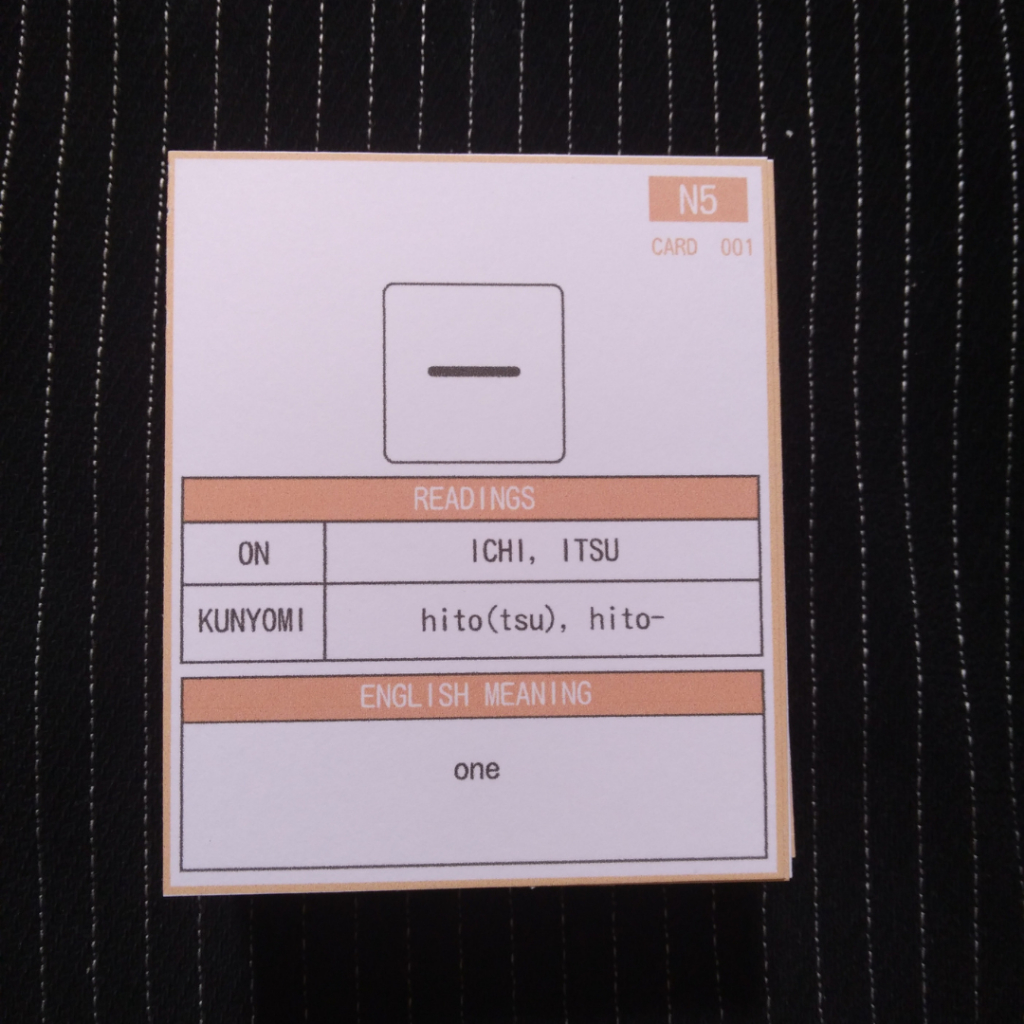 N5
CARD 001
一
READINGS
ON ICHI, ITSU
KUNYOMI hito(tsu), hito-
ENGLISH MEANING
one